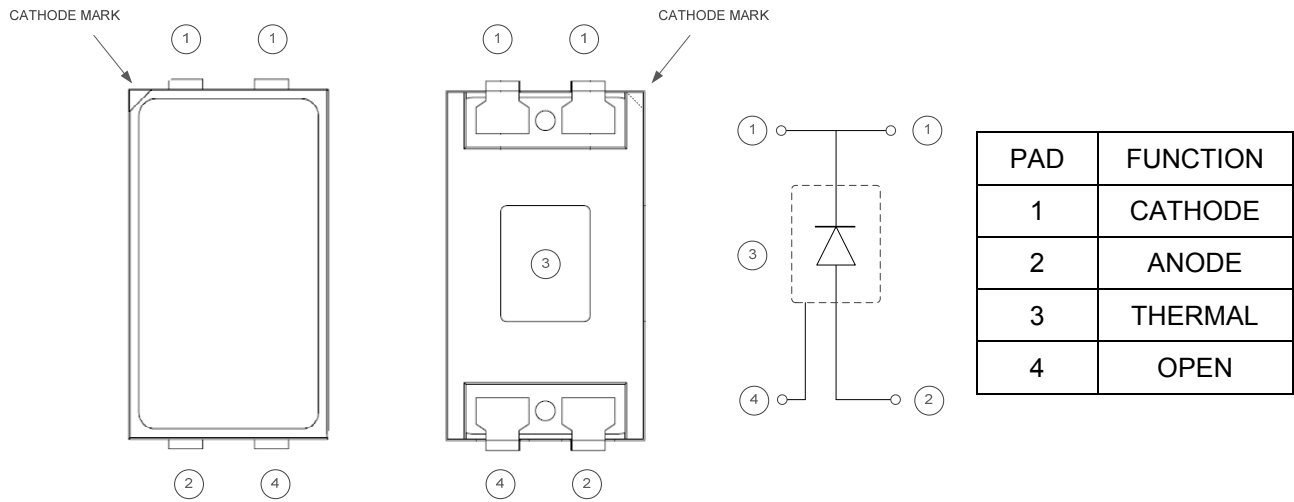 CATHODE MARK
1 1
2 4
CATHODE MARK
1 1
3
4 2
1 1
3
4 2
PAD FUNCTION
1 CATHODE
2 ANODE
3 THERMAL
4 OPEN